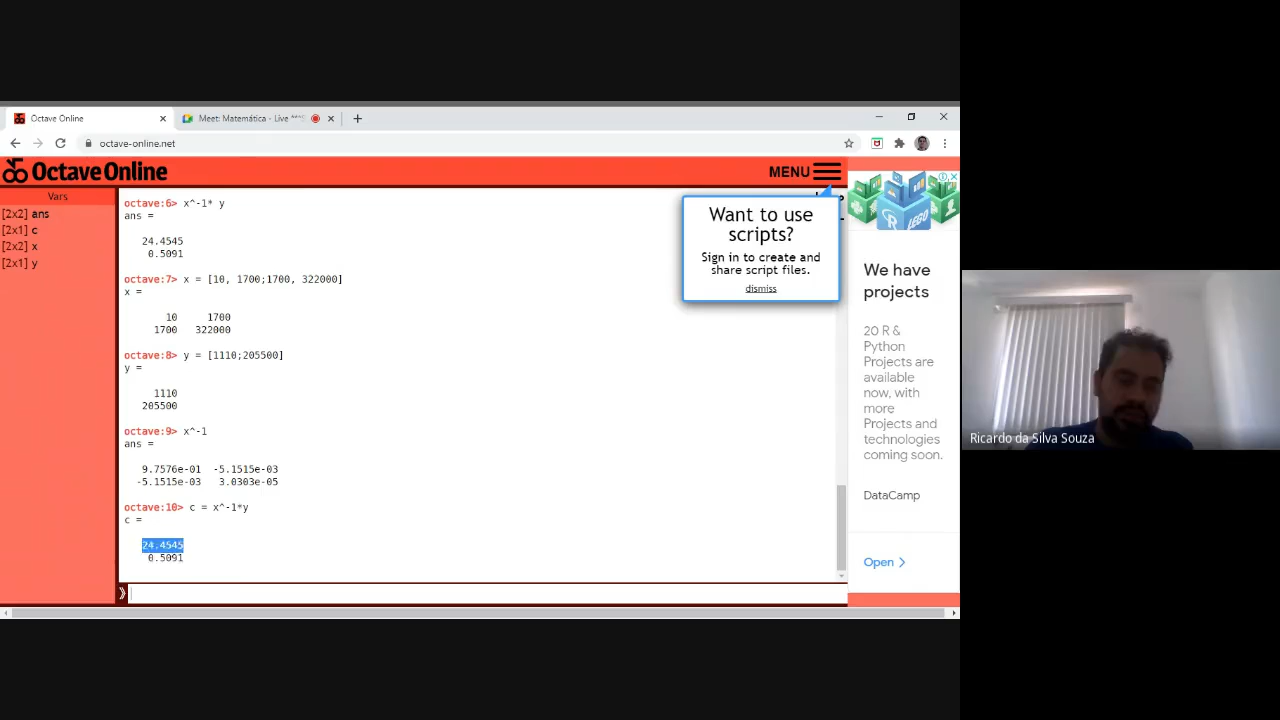 Octave Online
Meet: Matemática - Live
octave-online.net
Octave Online
MENU
Vars
[2x2] ans
[2x1] c
[2x2] x
[2x1] y
octave:6> x^-1* y
ans =
24.4545
0.5091
octave:7> x = [10, 1700;1700, 322000]
x =
10 1700
1700 322000
octave:8> y = [1110;205500]
y =
1110
205500
octave:9> x^-1
ans =
9.7576e-01 -5.1515e-03
-5.1515e-03 3.0303e-05
octave:10> c = x^-1*y
c =
24.4545
0.5091
Want to use
scripts?
Sign in to create and
share script files.
dismiss
R
LEGO
We have
projects
20 R &
Python
Projects are
available
now, with
more
Projects and
technologies
coming soon.
DataCamp
Open
Ricardo da Silva Souza